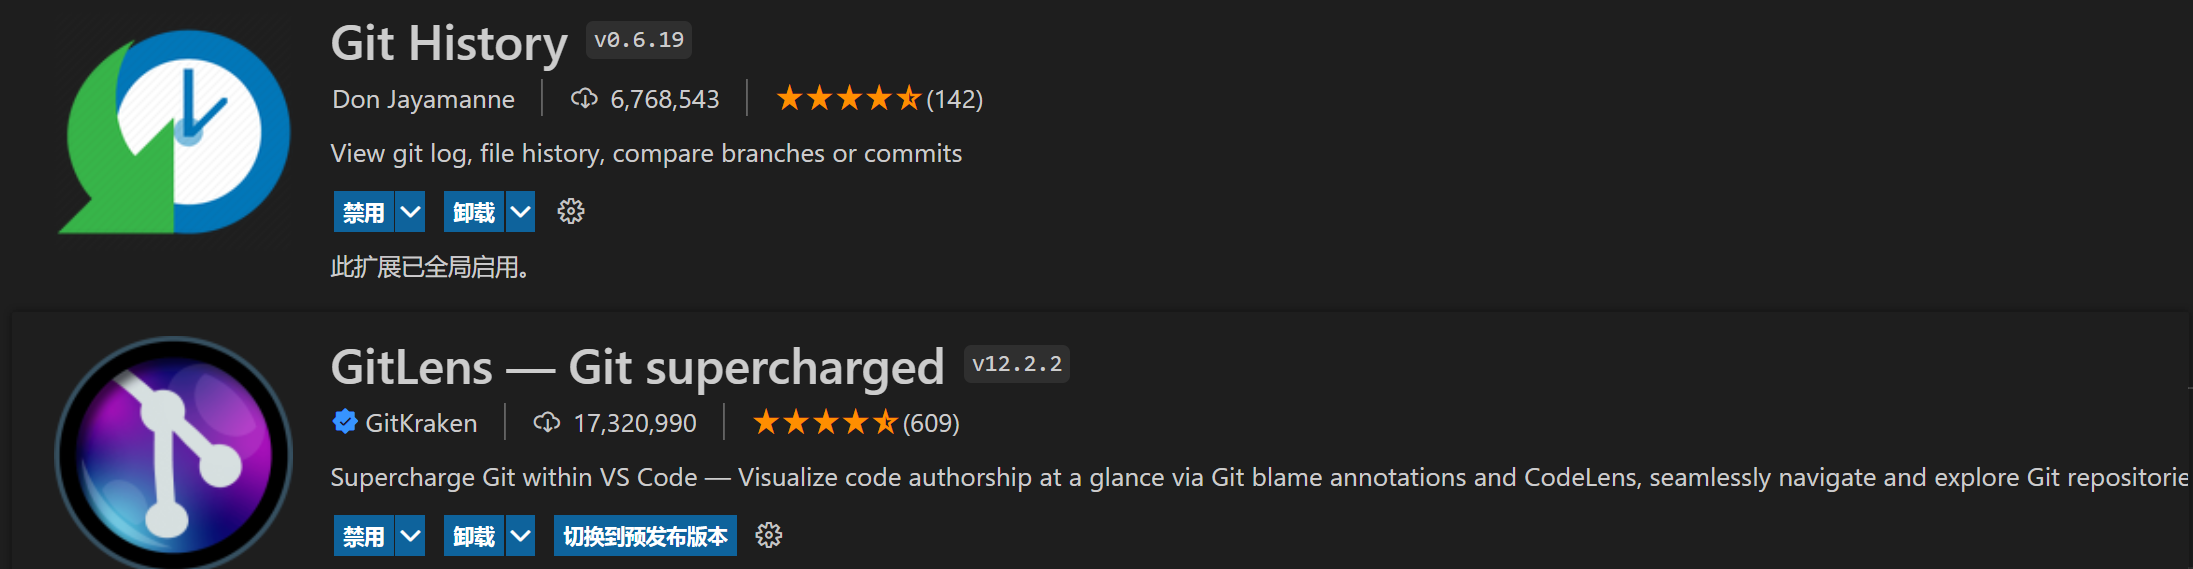 Git History v0.6.19
Don Jayamanne 6,768,543 (142)
View git log, file history, compare branches or commits
禁用 卸载
此扩展已全局启用。
GitLens — Git supercharged v12.2.2
GitKraken 17,320,990 (609)
Supercharge Git within VS Code — Visualize code authorship at a glance via Git blame annotations and CodeLens, seamlessly navigate and explore Git repositorie
禁用 卸载 切换到预发布版本